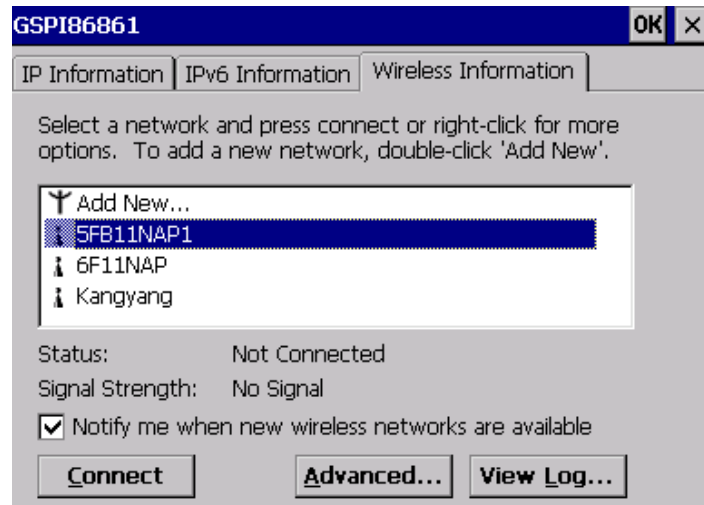 GSPI86861 OK ×
IP Information IPv6 Information Wireless Information
Select a network and press connect or right-click for more
options. To add a new network, double-click 'Add New'.
Add New...
5FB11NAP1
6F11NAP
Kangyang
Status: Not Connected
Signal Strength: No Signal
Notify me when new wireless networks are available
Connect Advanced... View Log...